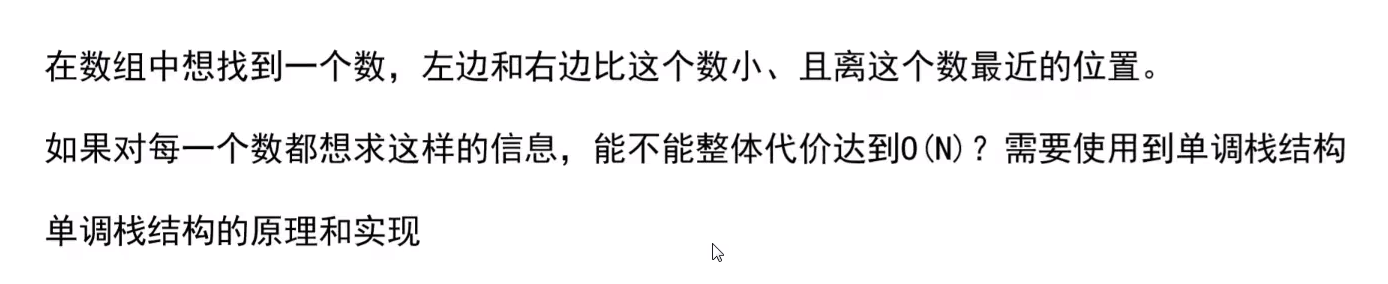 在数组中想找到一个数，左边和右边比这个数小、且离这个数最近的位置。
如果对每一个数都想求这样的信息，能不能整体代价达到O(N)？需要使用到单调栈结构
单调栈结构的原理和实现